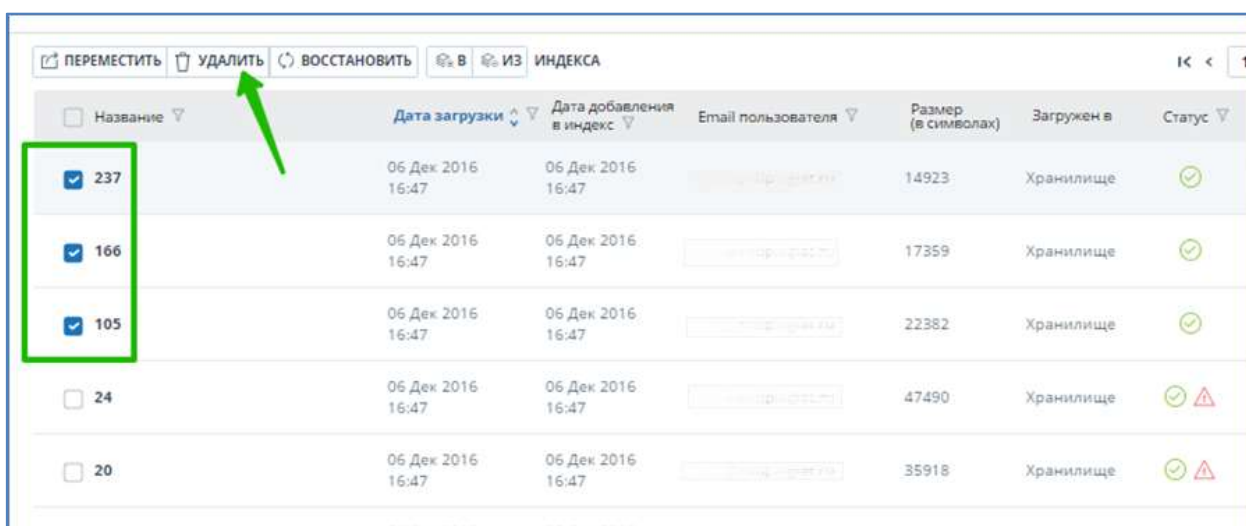 ПЕРЕМЕСТИТЬ УДАЛИТЬ ВОССТАНОВИТЬ В ИЗ ИНДЕКСА
Название Дата загрузки Дата добавления в индекс Email пользователя Размер (в символах) Загружен в Статус
237 06 Дек 2016 16:47 06 Дек 2016 16:47 14923 Хранилище
166 06 Дек 2016 16:47 06 Дек 2016 16:47 17359 Хранилище
105 06 Дек 2016 16:47 06 Дек 2016 16:47 22382 Хранилище
24 06 Дек 2016 16:47 06 Дек 2016 16:47 47490 Хранилище
20 06 Дек 2016 16:47 06 Дек 2016 16:47 35918 Хранилище